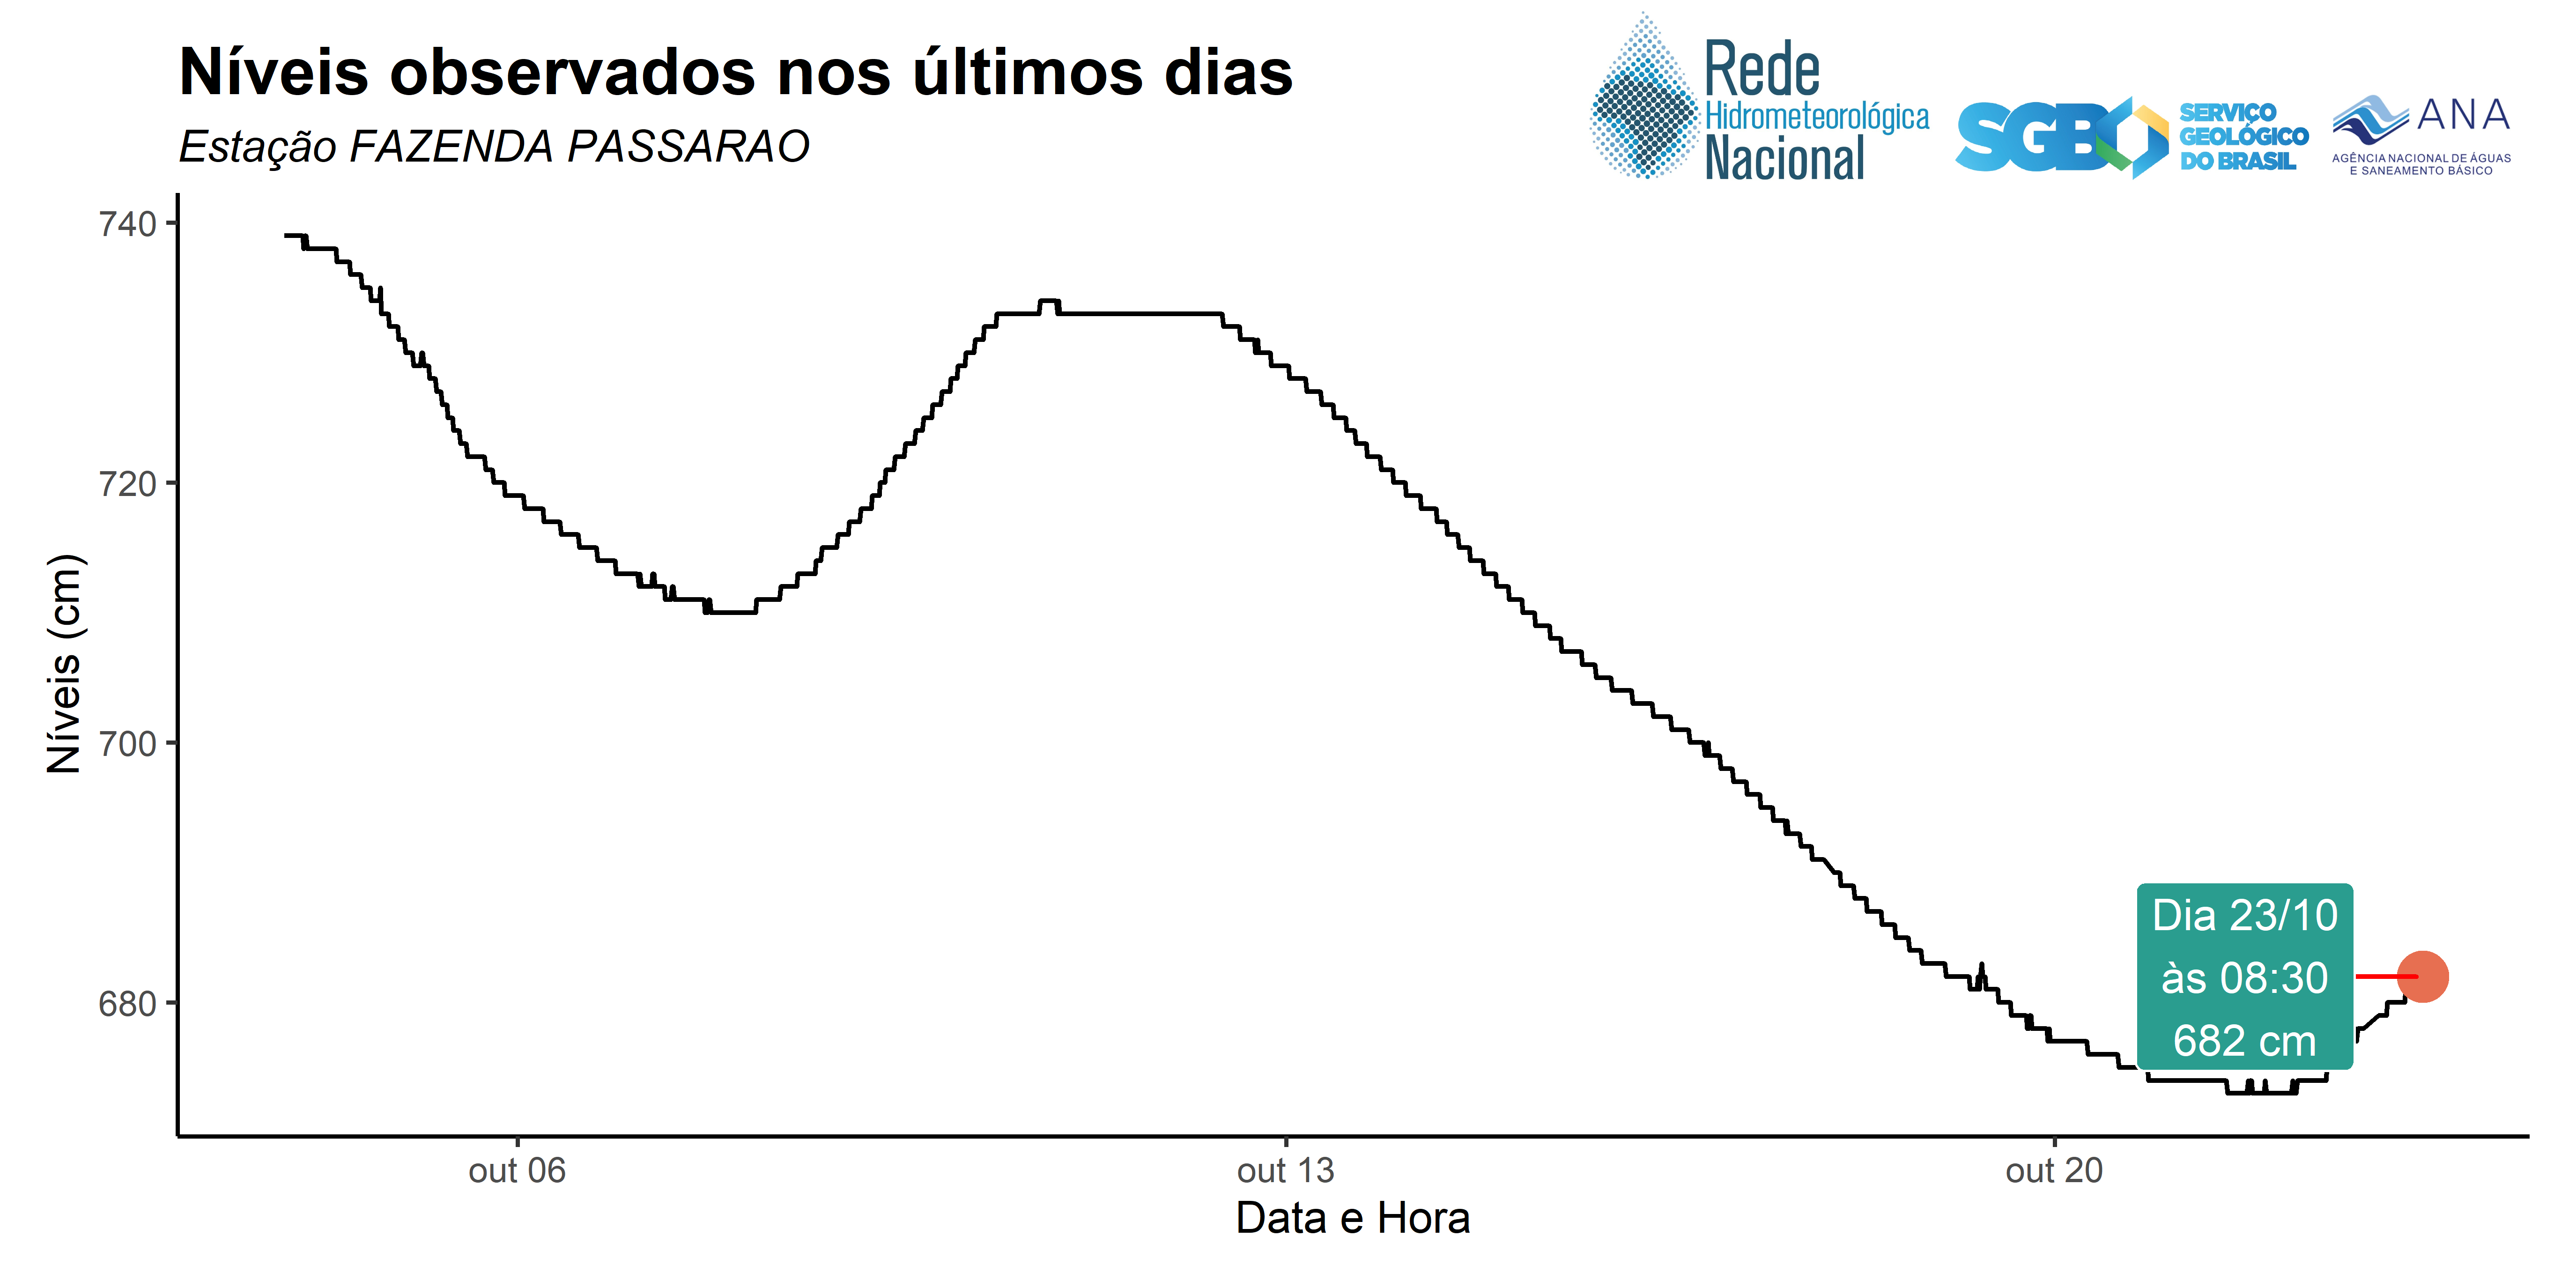 Níveis observados nos últimos dias
Estação FAZENDA PASSARAO
Rede
Hidrometeorológica
Nacional
SGB
SERVIÇO
GEOLÓGICO
DO BRASIL
ANA
AGÊNCIA NACIONAL DE ÁGUAS
E SANEAMENTO BÁSICO
Níveis (cm)
740
720
700
680
Dia 23/10
às 08:30
682 cm
out 06
out 13
out 20
Data e Hora